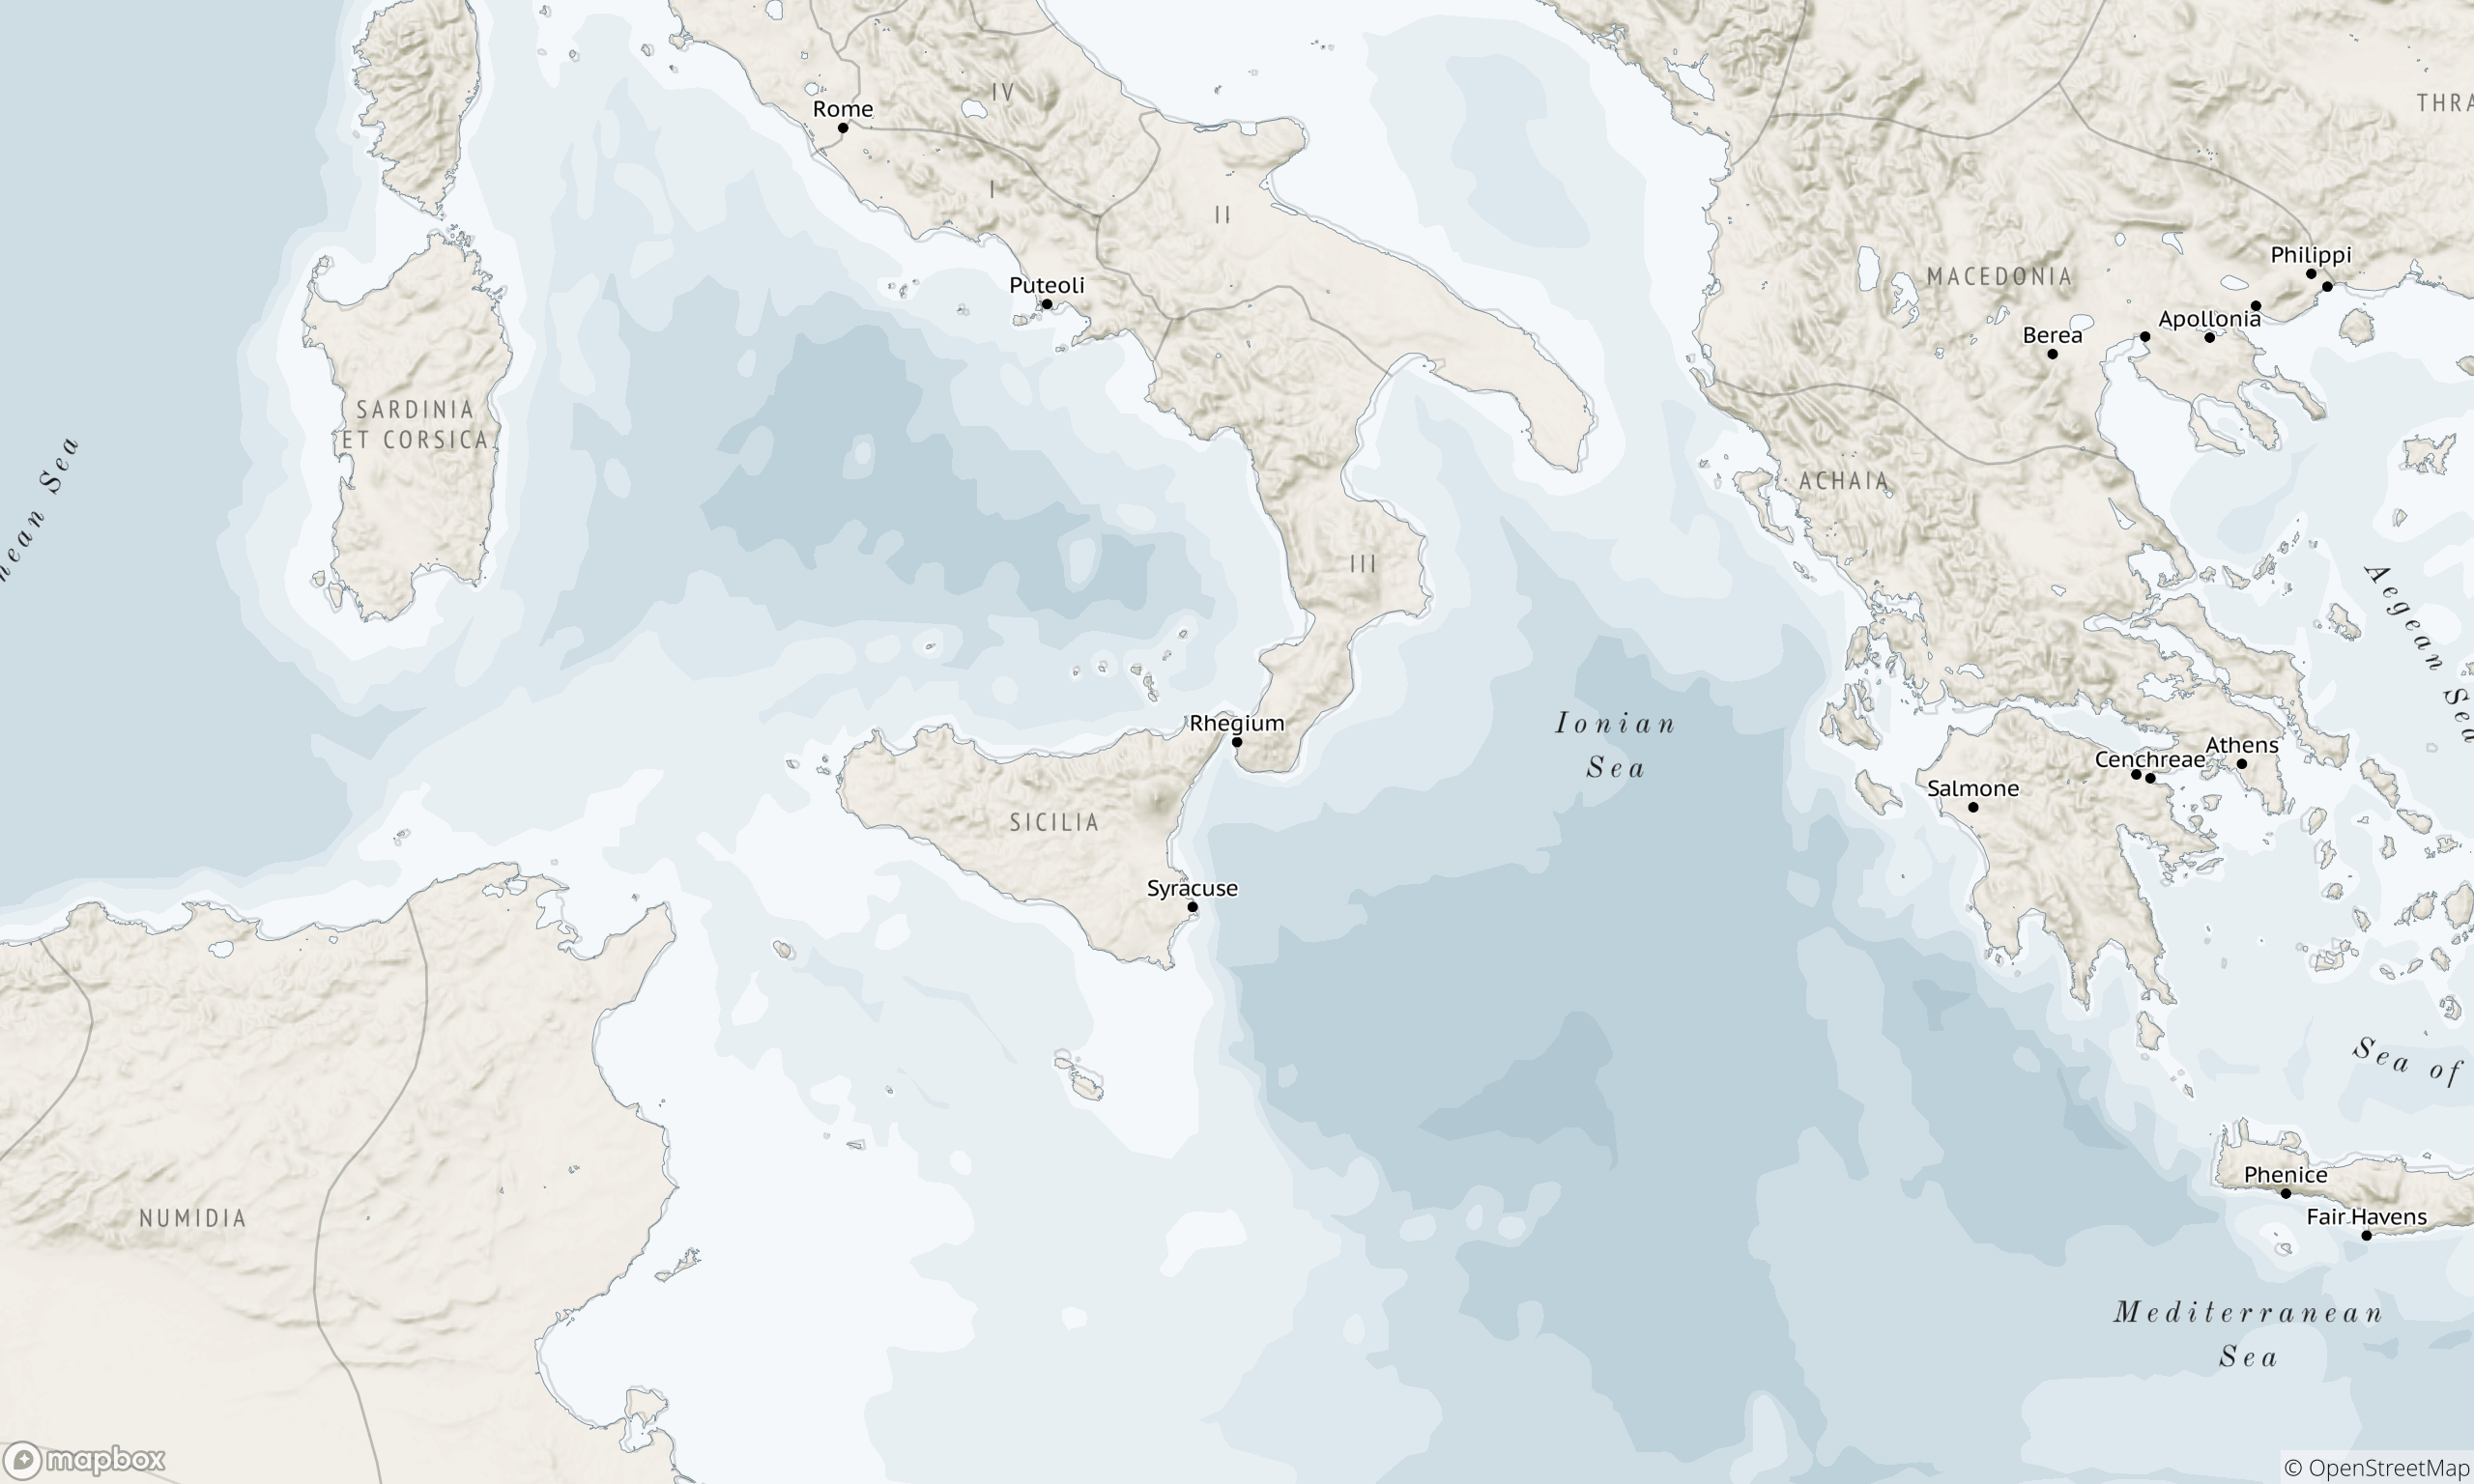 IV
THRA
Rome
I
II
Philippi
MACEDONIA
Puteoli
Apollonia
Berea
SARDINIA
ET CORSICA
nean Sea
ACHAIA
III
Aegean Sea
Rhegium
Ionian
Sea
Athens
Cenchreae
Salmone
SICILIA
Syracuse
Sea of
Phenice
NUMIDIA
Fair Havens
Mediterranean
Sea
mapbox
© OpenStreetMap